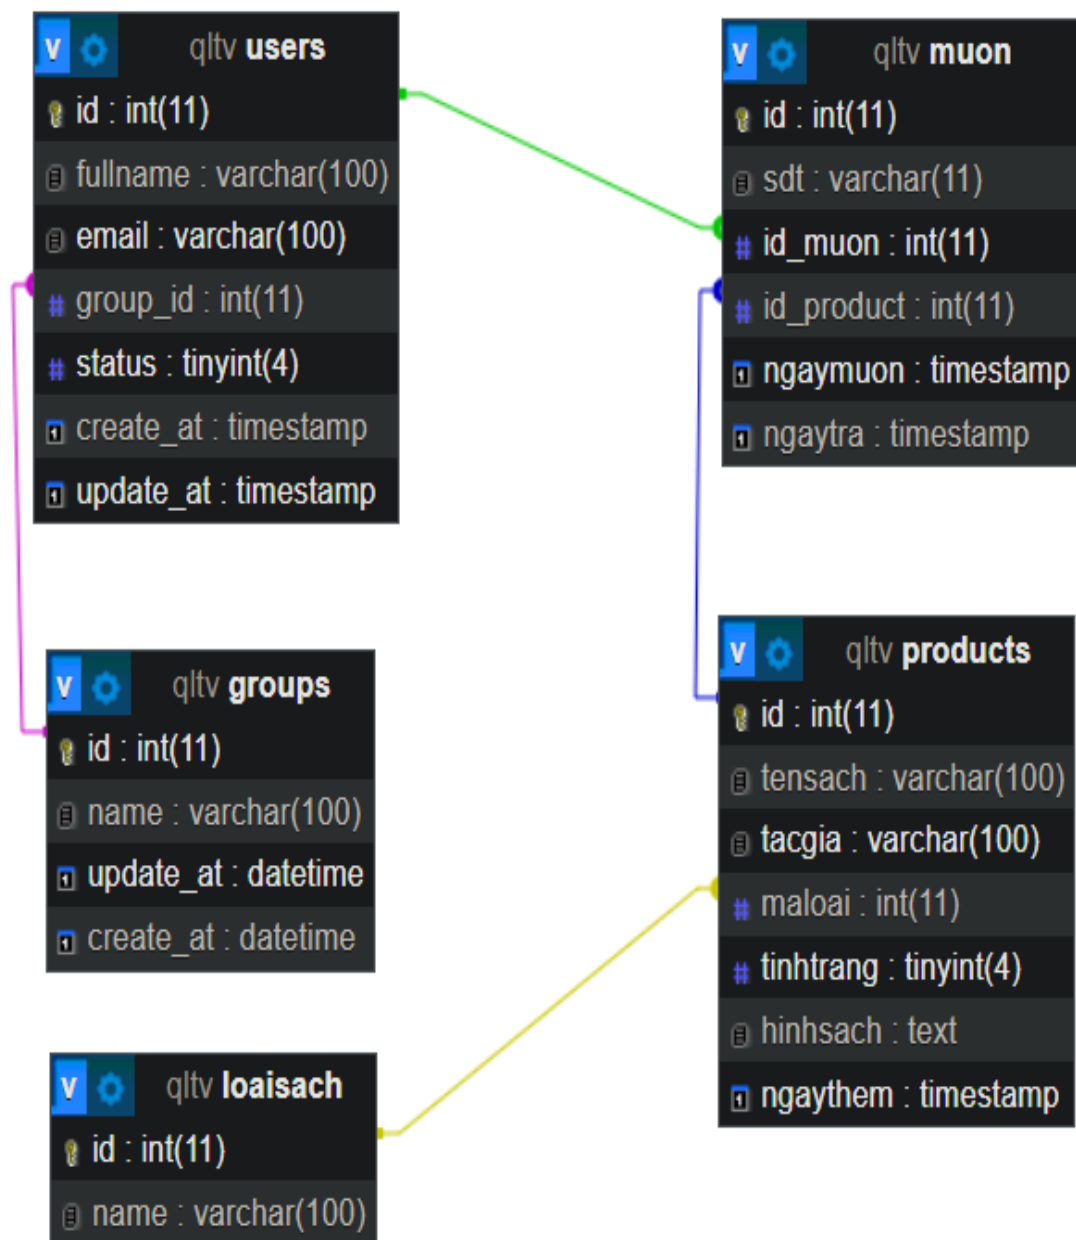 v qltv users
id : int(11)
fullname : varchar(100)
email : varchar(100)
group_id : int(11)
status : tinyint(4)
create_at : timestamp
update_at : timestamp
v qltv muon
id : int(11)
sdt : varchar(11)
id_muon : int(11)
id_product : int(11)
ngaymuon : timestamp
ngaytra : timestamp
v qltv groups
id : int(11)
name : varchar(100)
update_at : datetime
create_at : datetime
v qltv products
id : int(11)
tensach : varchar(100)
tacgia : varchar(100)
maloai : int(11)
tinhtrang : tinyint(4)
hinhsach : text
ngaythem : timestamp
v qltv loaisach
id : int(11)
name : varchar(100)